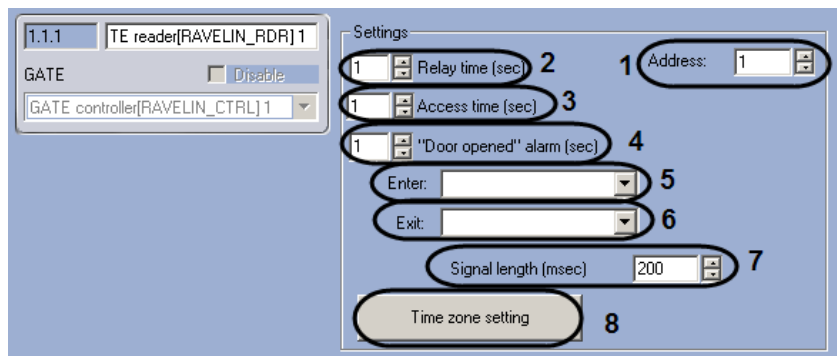 1.1.1 TE reader[RAVELIN_RDR] 1
GATE Disable
GATE controller[RAVELIN_CTRL] 1
Settings
1 Relay time (sec) 2
1 Address: 1
1 Access time (sec) 3
1 "Door opened" alarm (sec) 4
Enter: 5
Exit: 6
Signal length (msec) 200 7
Time zone setting 8